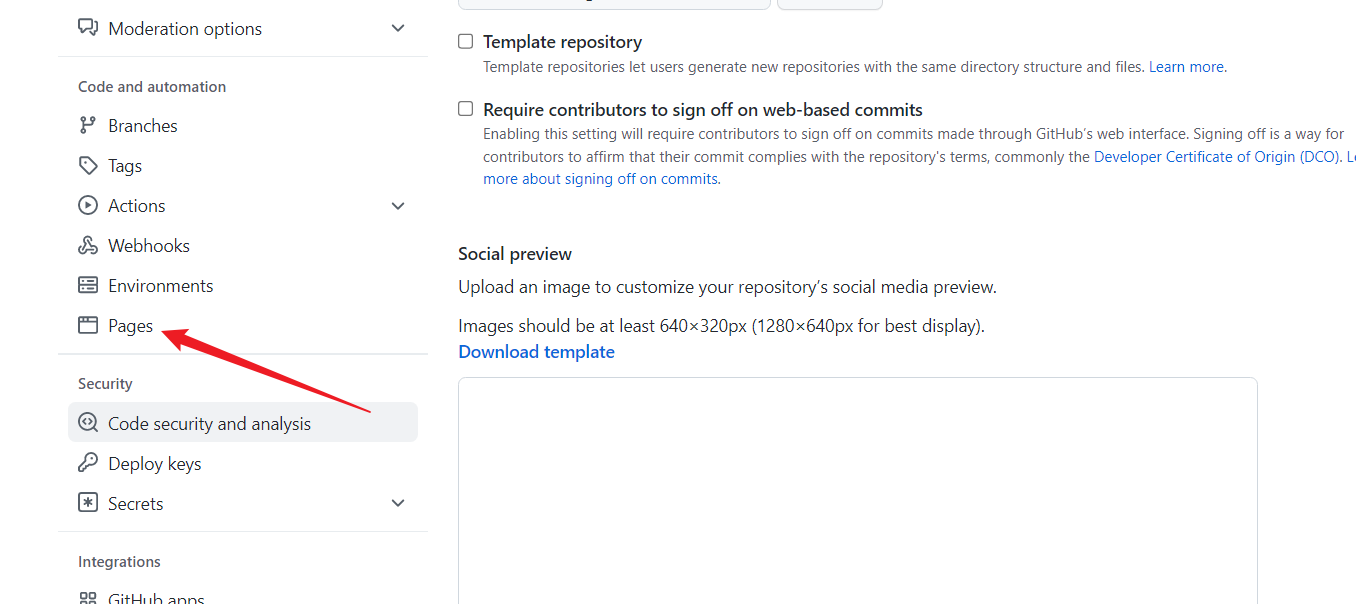 Moderation options
Code and automation
Branches
Tags
Actions
Webhooks
Environments
Pages
Security
Code security and analysis
Deploy keys
Secrets
Integrations
GitHub apps
Template repository
Template repositories let users generate new repositories with the same directory structure and files. Learn more.
Require contributors to sign off on web-based commits
Enabling this setting will require contributors to sign off on commits made through GitHub’s web interface. Signing off is a way for
contributors to affirm that their commit complies with the repository's terms, commonly the Developer Certificate of Origin (DCO).
more about signing off on commits.
Social preview
Upload an image to customize your repository’s social media preview.
Images should be at least 640×320px (1280×640px for best display).
Download template